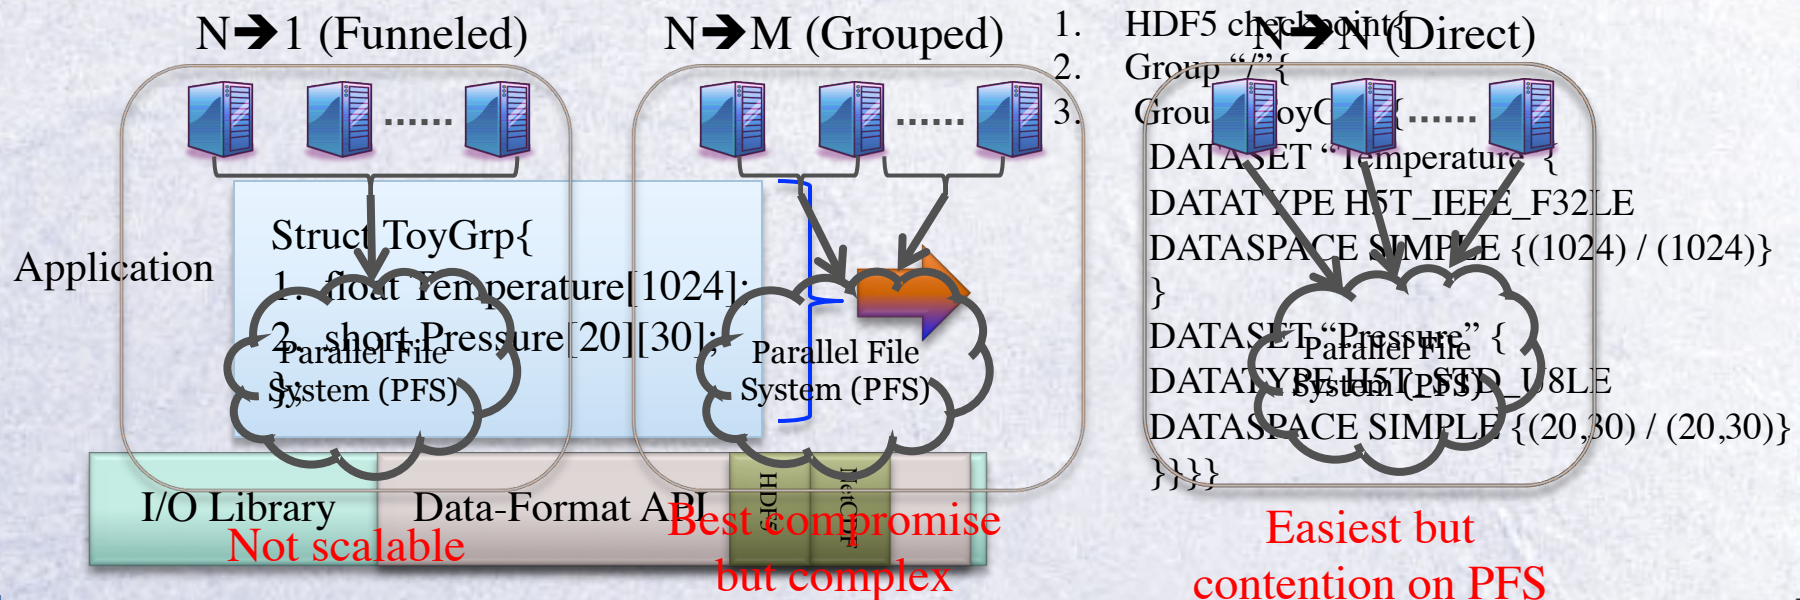 N➔1 (Funneled)
N➔M (Grouped)
N➔N (Direct)
1. HDF5 checkpoint{
2. Group “/”{
3.
DATASET “Temperature” {
DATATYPE H5T_IEEE_F32LE
DATASPACE SIMPLE {(1024) / (1024)}
}
DATASET “Pressure” {
DATATYPE H5T_STD_U8LE
DATASPACE SIMPLE {(20,30) / (20,30)}
}}}}
Application
Struct ToyGrp{
1. float Temperature[1024];
2. short Pressure[20][30];
};
Parallel File
System (PFS)
Parallel File
System (PFS)
Parallel File
System (PFS)
I/O Library
Data-Format API
HDF5
NetCDF
Not scalable
Best compromise
but complex
Easiest but
contention on PFS